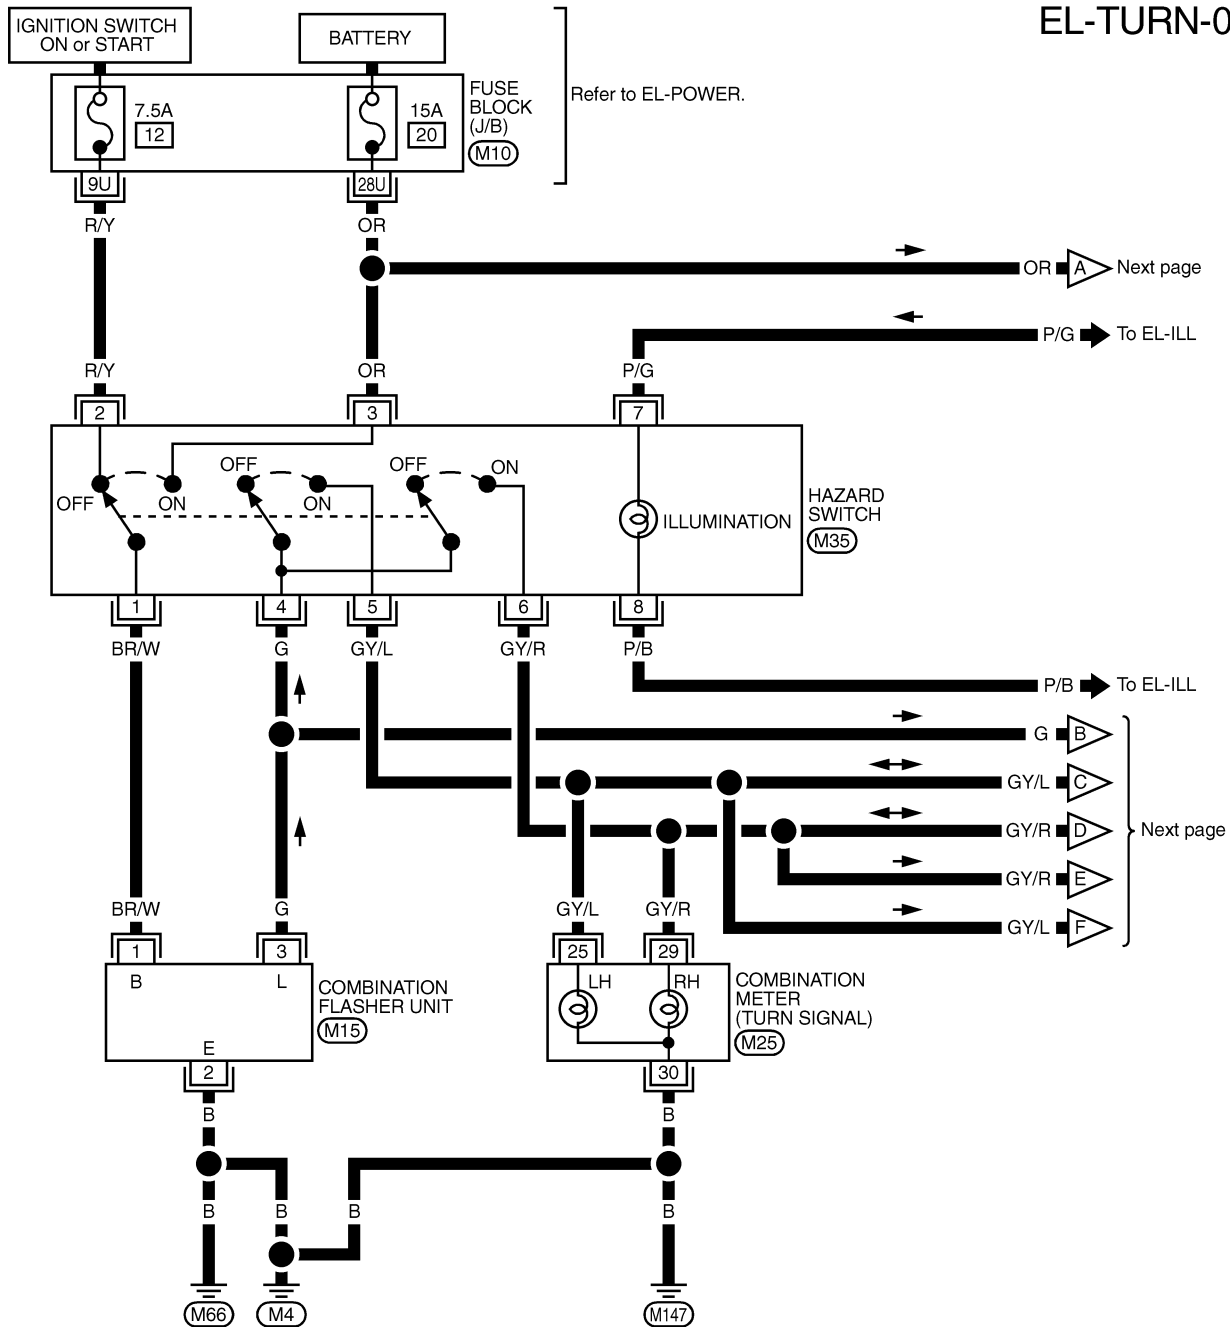 EL-TURN-0
IGNITION SWITCH
ON or START
BATTERY
7.5A
12
15A
20
FUSE
BLOCK
(J/B)
M10
Refer to EL-POWER.
9U
28U
R/Y
OR
OR
A
Next page
P/G
To EL-ILL
R/Y
OR
P/G
2
3
7
OFF
ON
OFF
ON
OFF
ON
ILLUMINATION
HAZARD
SWITCH
M35
1
4
5
6
8
BR/W
G
GY/L
GY/R
P/B
P/B
To EL-ILL
G
B
GY/L
C
GY/R
D
Next page
GY/R
E
GY/L
F
BR/W
G
GY/L
GY/R
1
3
25
29
B
L
E
COMBINATION
FLASHER UNIT
M15
LH
RH
COMBINATION
METER
(TURN SIGNAL)
M25
2
30
B
B
B
B
B
B
M66
M4
M147